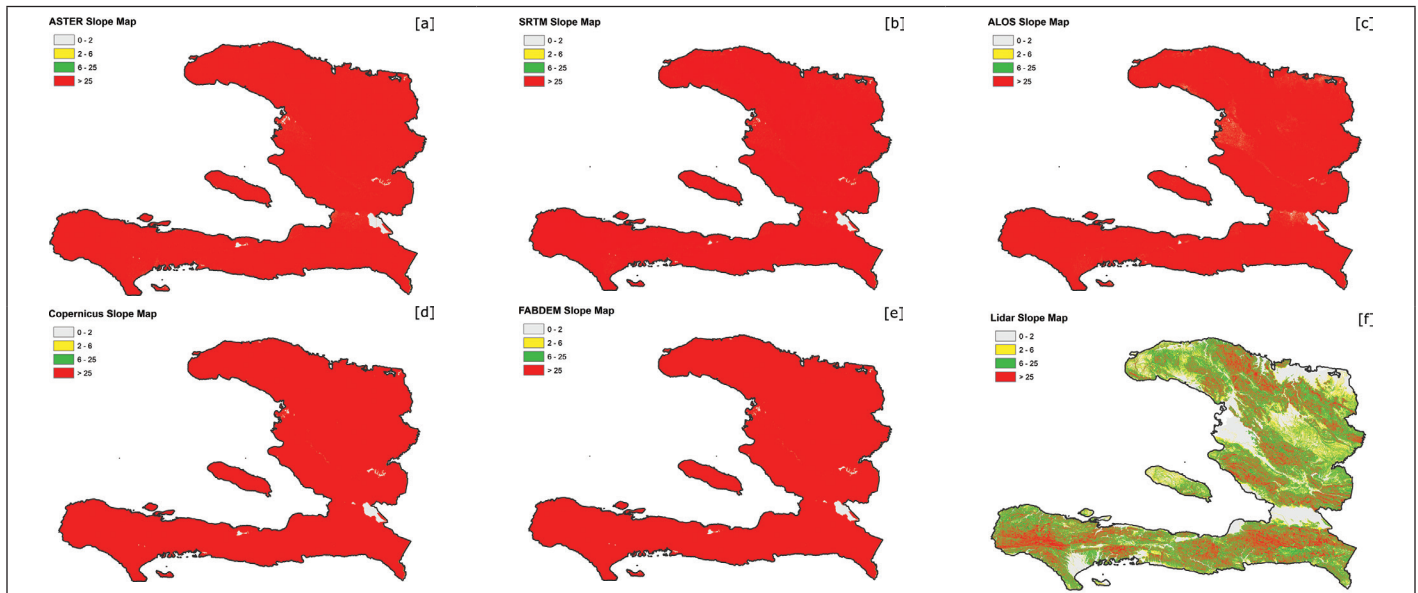 ASTER Slope Map
[a]
0 - 2
2 - 6
6 - 25
> 25
SRTM Slope Map
[b]
0 - 2
2 - 6
6 - 25
> 25
ALOS Slope Map
[c]
0 - 2
2 - 6
6 - 25
> 25
Copernicus Slope Map
[d]
0 - 2
2 - 6
6 - 25
> 25
FABDEM Slope Map
[e]
0 - 2
2 - 6
6 - 25
> 25
Lidar Slope Map
[f]
0 - 2
2 - 6
6 - 25
> 25